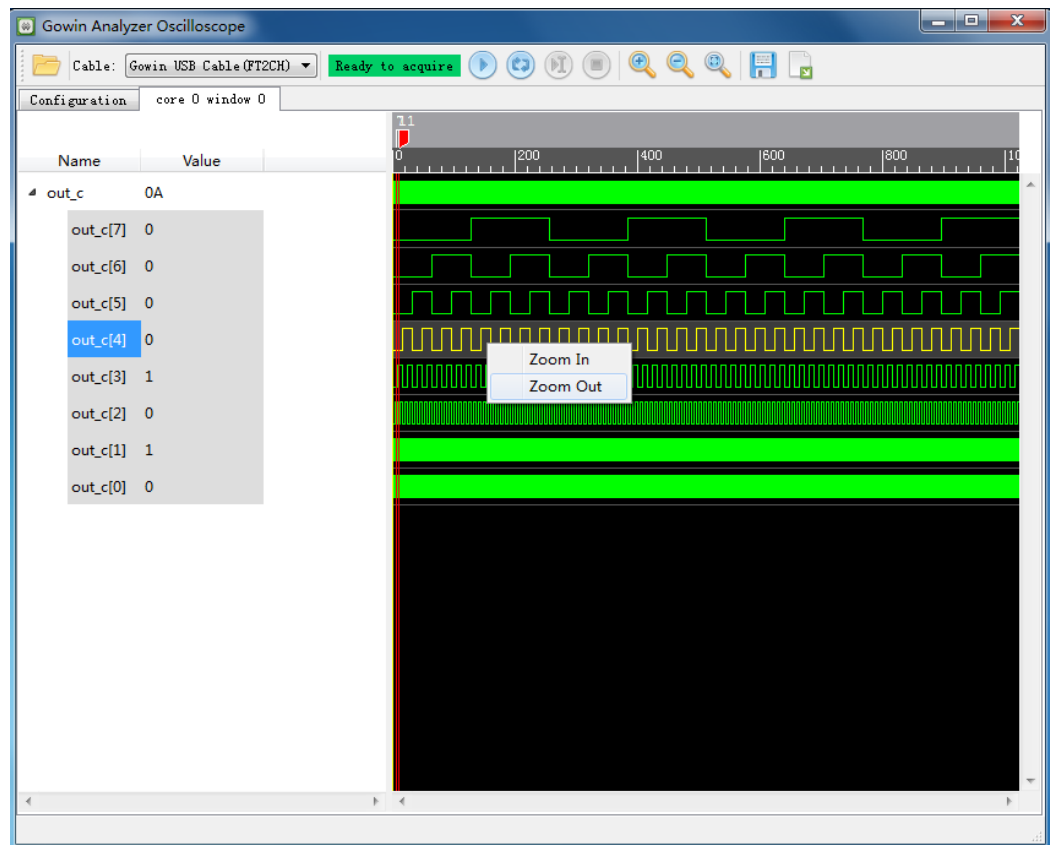 Gowin Analyzer Oscilloscope
Cable: Gowin USB Cable(FT2CH) Ready to acquire
Configuration core 0 window 0
Name Value
0 200 400 600 800
out_c 0A
out_c[7] 0
out_c[6] 0
out_c[5] 0
out_c[4] 0
Zoom In
out_c[3] 1
Zoom Out
out_c[2] 0
out_c[1] 1
out_c[0] 0